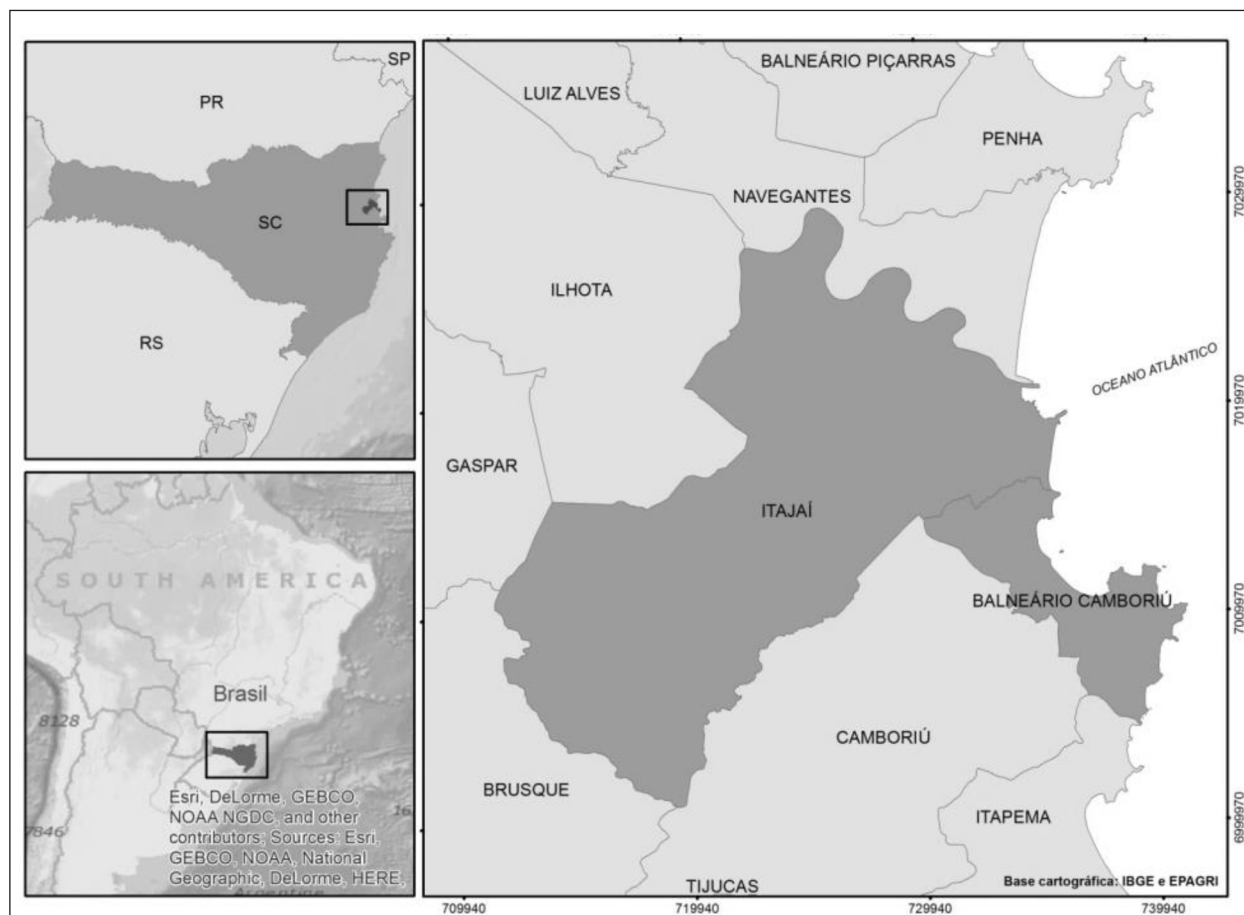 SP
PR
SC
RS
SOUTH AMERICA
Brasil
8128
7846
Esri, DeLorme, GEBCO,
NOAA NGDC, and other
contributors; Sources: Esri,
GEBCO, NOAA, National
Geographic, DeLorme, HERE,
Argentine
BALNEÁRIO PIÇARRAS
LUIZ ALVES
PENHA
NAVEGANTES
ILHOTA
OCEANO ATLÂNTICO
GASPAR
ITAJAÍ
BALNEÁRIO CAMBORIÚ
CAMBORIÚ
BRUSQUE
ITAPEMA
TIJUCAS
Base cartográfica: IBGE e EPAGRI
7029970
7019970
7009970
6999970
709940
719940
729940
739940